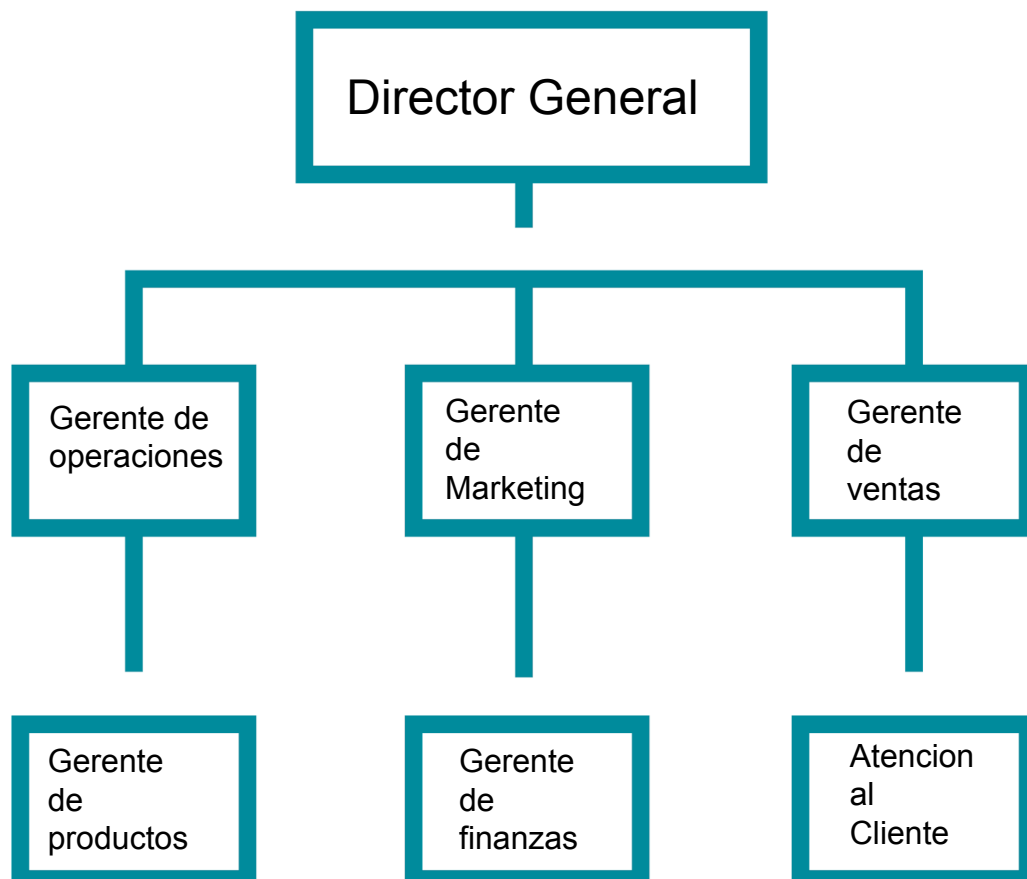 Director General
Gerente de
operaciones
Gerente
de
Marketing
Gerente
de
ventas
Gerente
de
productos
Gerente
de
finanzas
Atencion
al
Cliente